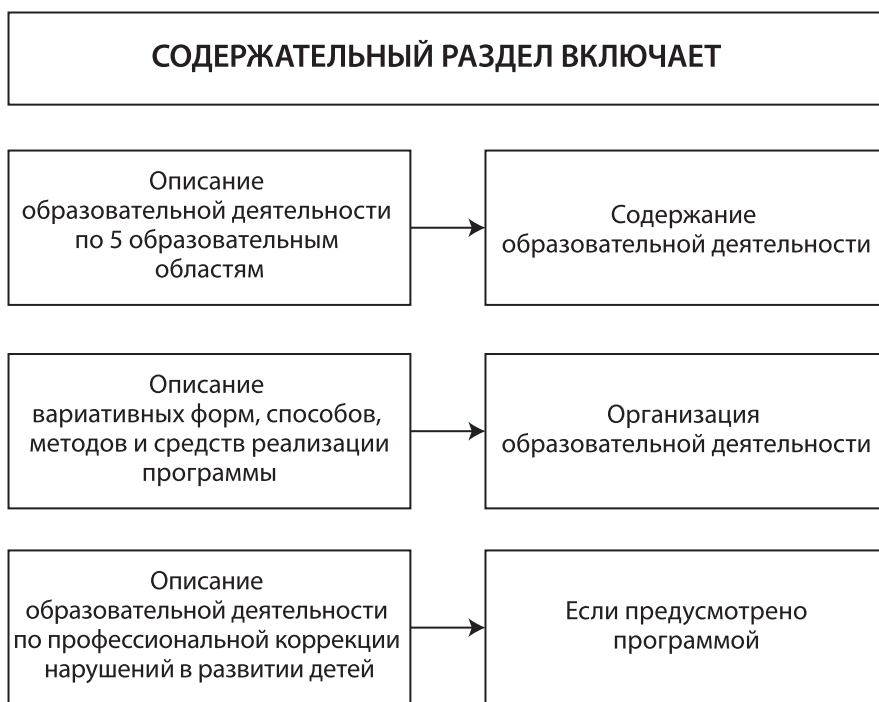 СОДЕРЖАТЕЛЬНЫЙ РАЗДЕЛ ВКЛЮЧАЕТ
Описание
образовательной деятельности
по 5 образовательным
областям
Содержание
образовательной деятельности
Описание
вариативных форм, способов,
методов и средств реализации
программы
Организация
образовательной деятельности
Описание
образовательной деятельности
по профессиональной коррекции
нарушений в развитии детей
Если предусмотрено
программой